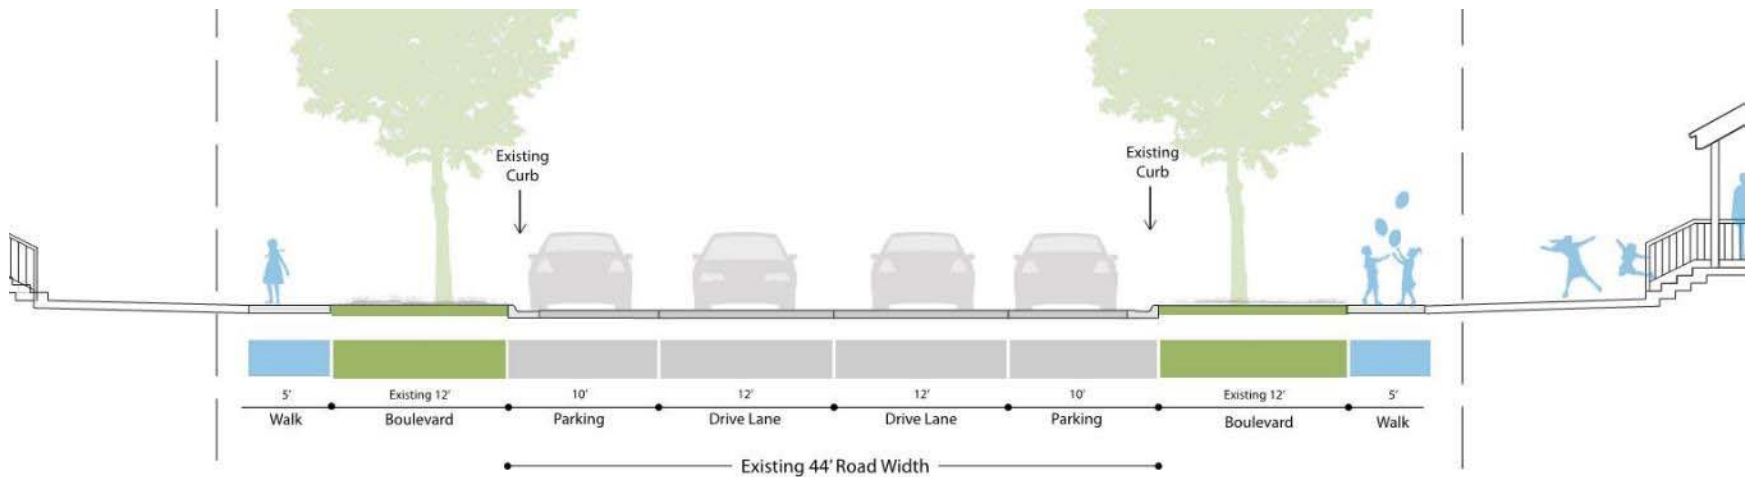 Existing
Curb
Existing
Curb
5' Existing 12' 10' 12' 12' 10' Existing 12' 5'
Walk Boulevard Parking Drive Lane Drive Lane Parking Boulevard Walk
Existing 44' Road Width